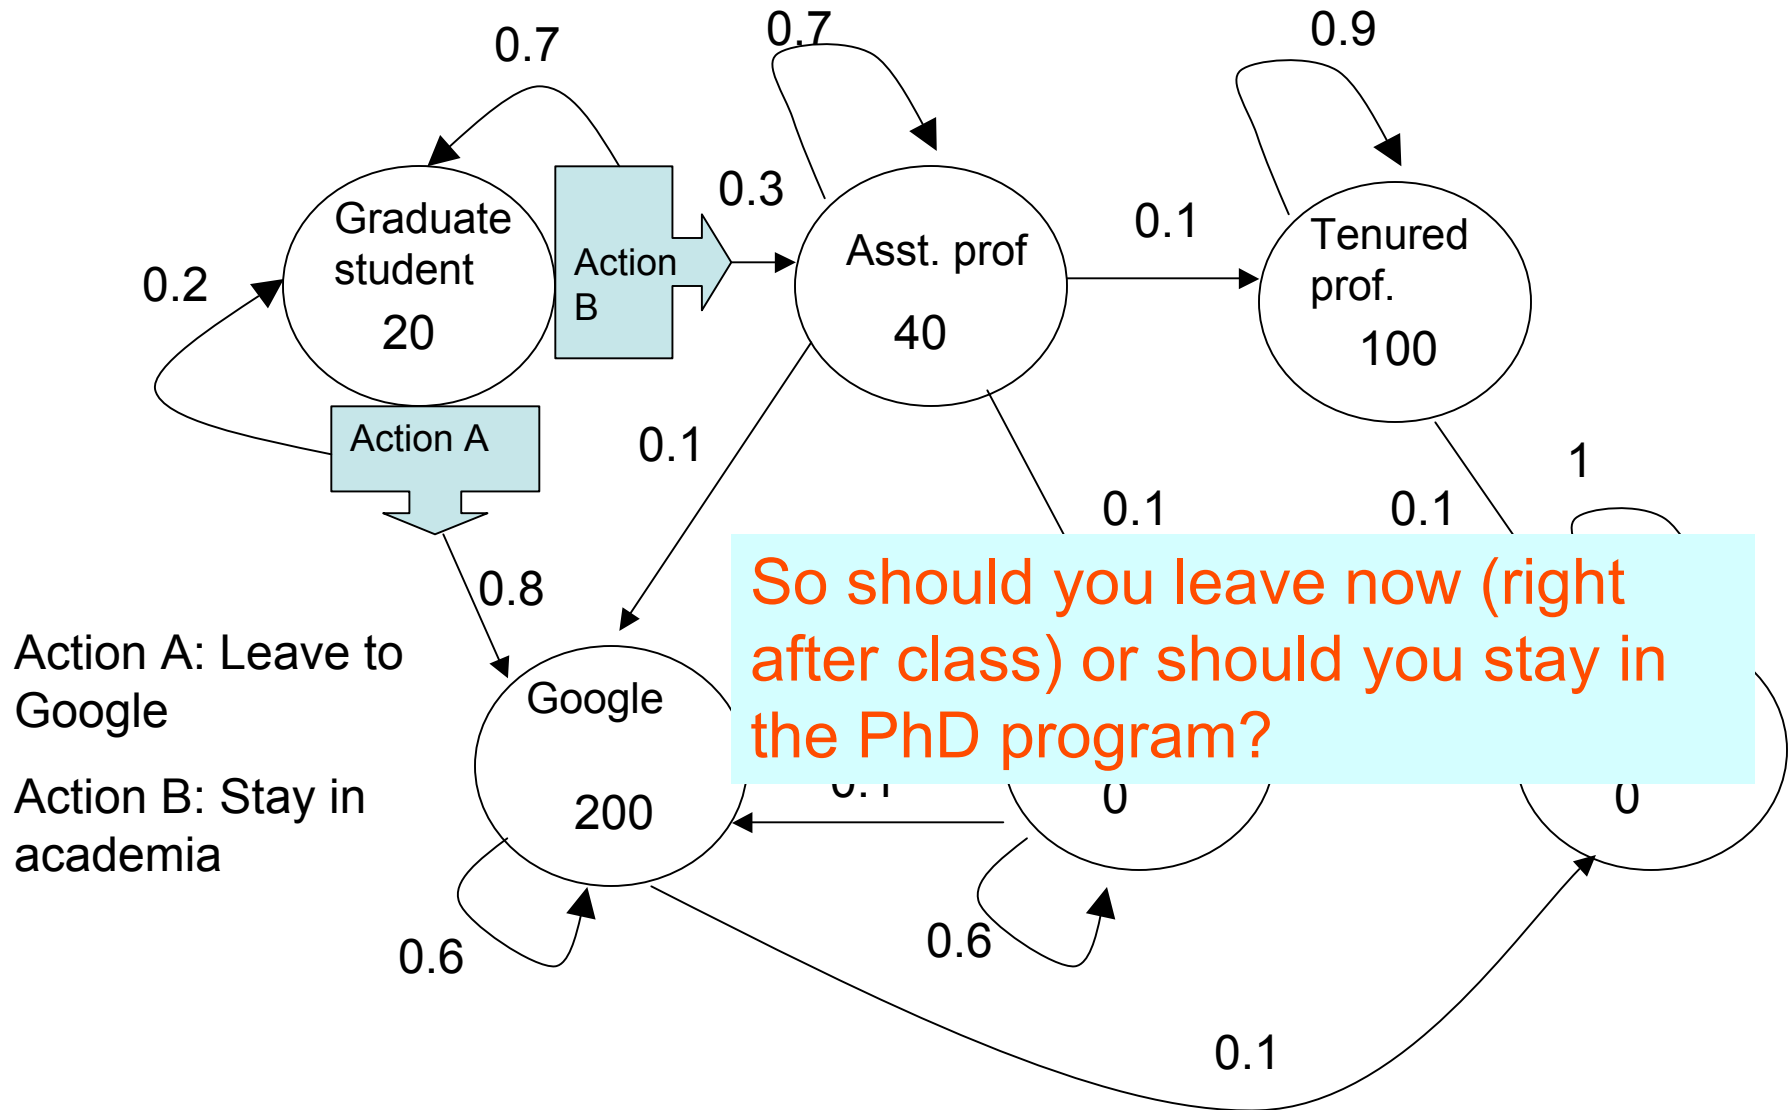 0.7
0.7
0.9
Graduate
student
20
Action
B
0.3
Asst. prof
40
0.1
Tenured
prof.
100
0.2
Action A
0.1
0.1
0.1
1
0.8
So should you leave now (right
after class) or should you stay in
the PhD program?
Action A: Leave to
Google
Action B: Stay in
academia
Google
200
0
0
0.6
0.6
0.1